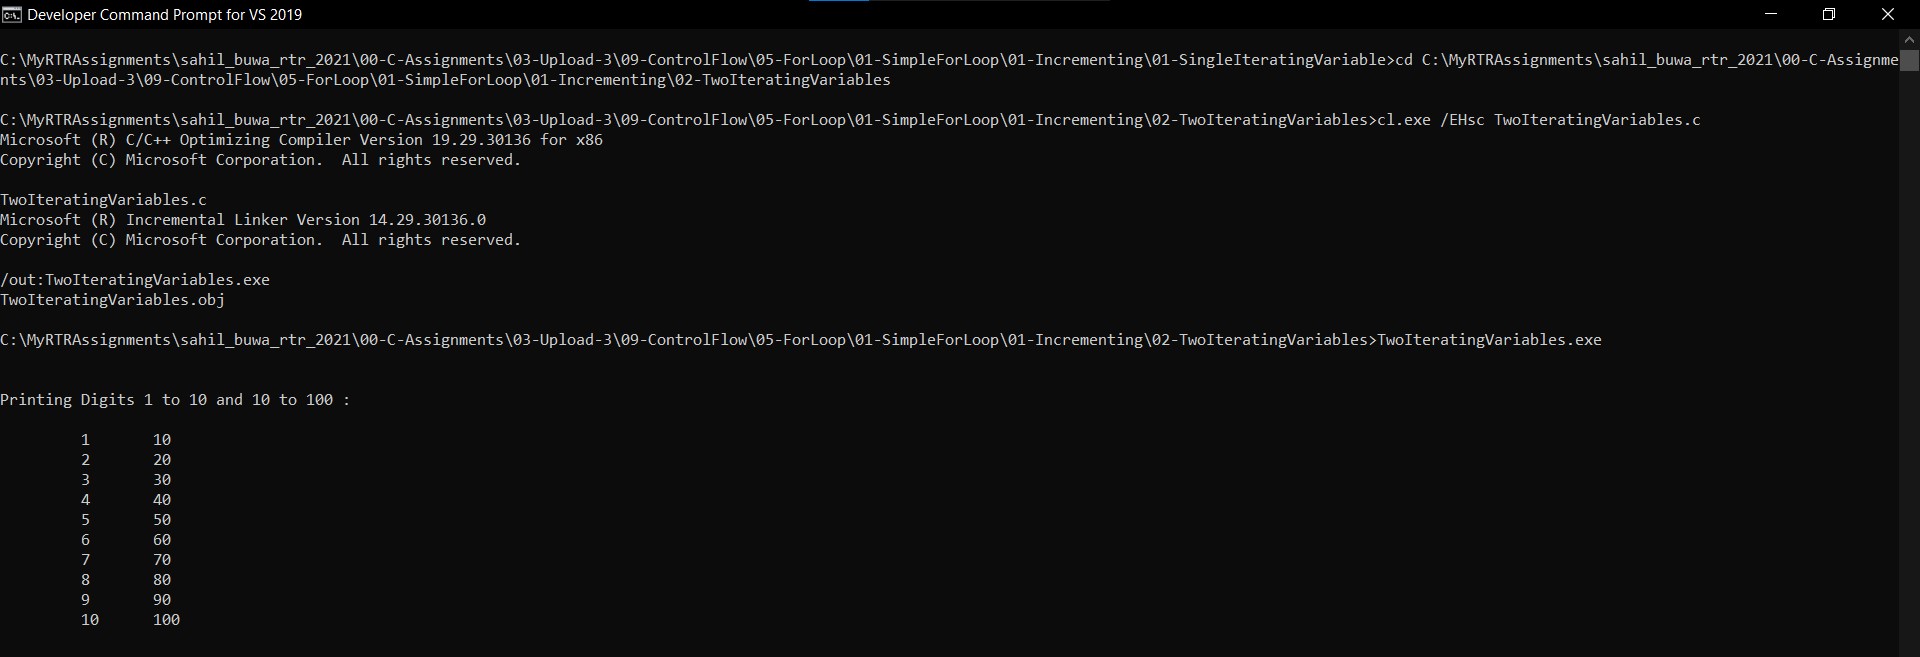 Developer Command Prompt for VS 2019
C:\MyRTRAssignments\sahil_buwa_rtr_2021\00-C-Assignments\03-Upload-3\09-ControlFlow\05-ForLoop\01-SimpleForLoop\01-Incrementing\01-SingleIteratingVariable>cd C:\MyRTRAssignments\sahil_buwa_rtr_2021\00-C-Assignme
nts\03-Upload-3\09-ControlFlow\05-ForLoop\01-SimpleForLoop\01-Incrementing\02-TwoIteratingVariables
C:\MyRTRAssignments\sahil_buwa_rtr_2021\00-C-Assignments\03-Upload-3\09-ControlFlow\05-ForLoop\01-SimpleForLoop\01-Incrementing\02-TwoIteratingVariables>cl.exe /EHsc TwoIteratingVariables.c
Microsoft (R) C/C++ Optimizing Compiler Version 19.29.30136 for x86
Copyright (C) Microsoft Corporation.  All rights reserved.
TwoIteratingVariables.c
Microsoft (R) Incremental Linker Version 14.29.30136.0
Copyright (C) Microsoft Corporation.  All rights reserved.
/out:TwoIteratingVariables.exe
TwoIteratingVariables.obj
C:\MyRTRAssignments\sahil_buwa_rtr_2021\00-C-Assignments\03-Upload-3\09-ControlFlow\05-ForLoop\01-SimpleForLoop\01-Incrementing\02-TwoIteratingVariables>TwoIteratingVariables.exe
Printing Digits 1 to 10 and 10 to 100 :
1 10
2 20
3 30
4 40
5 50
6 60
7 70
8 80
9 90
10 100